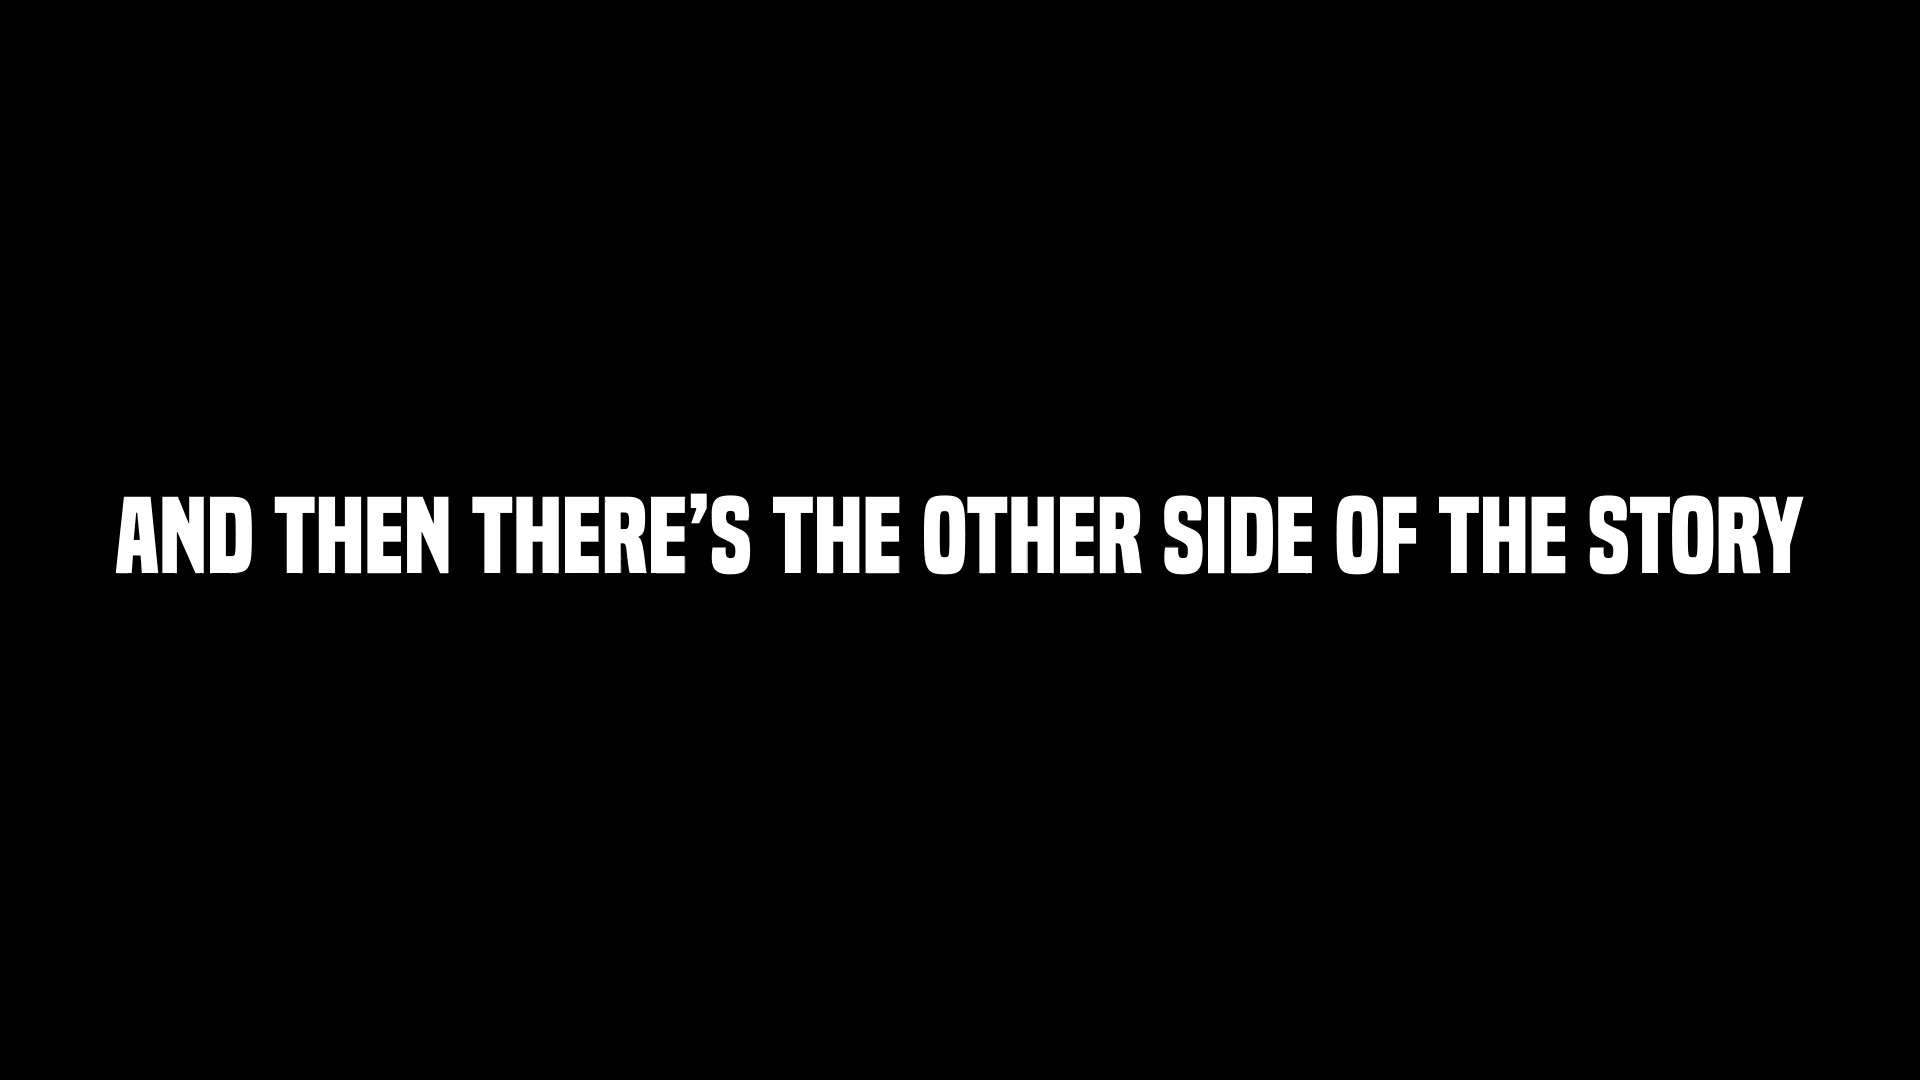 AND THEN THERE’S THE OTHER SIDE OF THE STORY